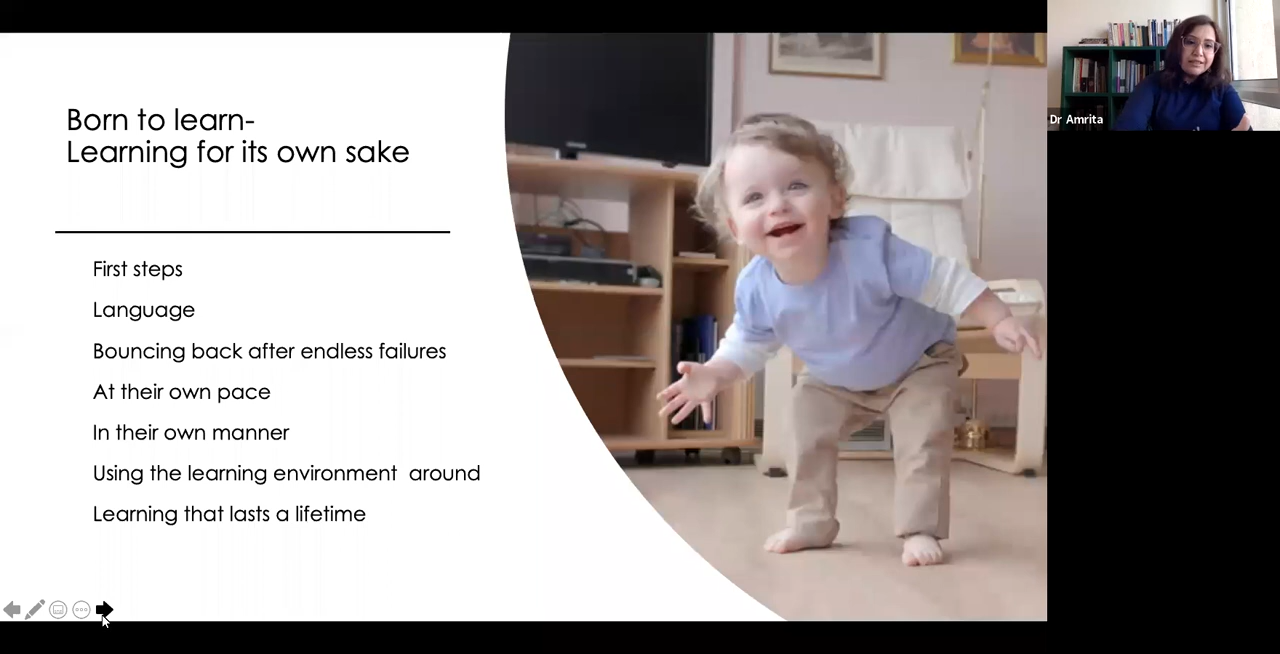 Born to learn-
Learning for its own sake
First steps
Language
Bouncing back after endless failures
At their own pace
In their own manner
Using the learning environment  around
Learning that lasts a lifetime
Dr Amrita